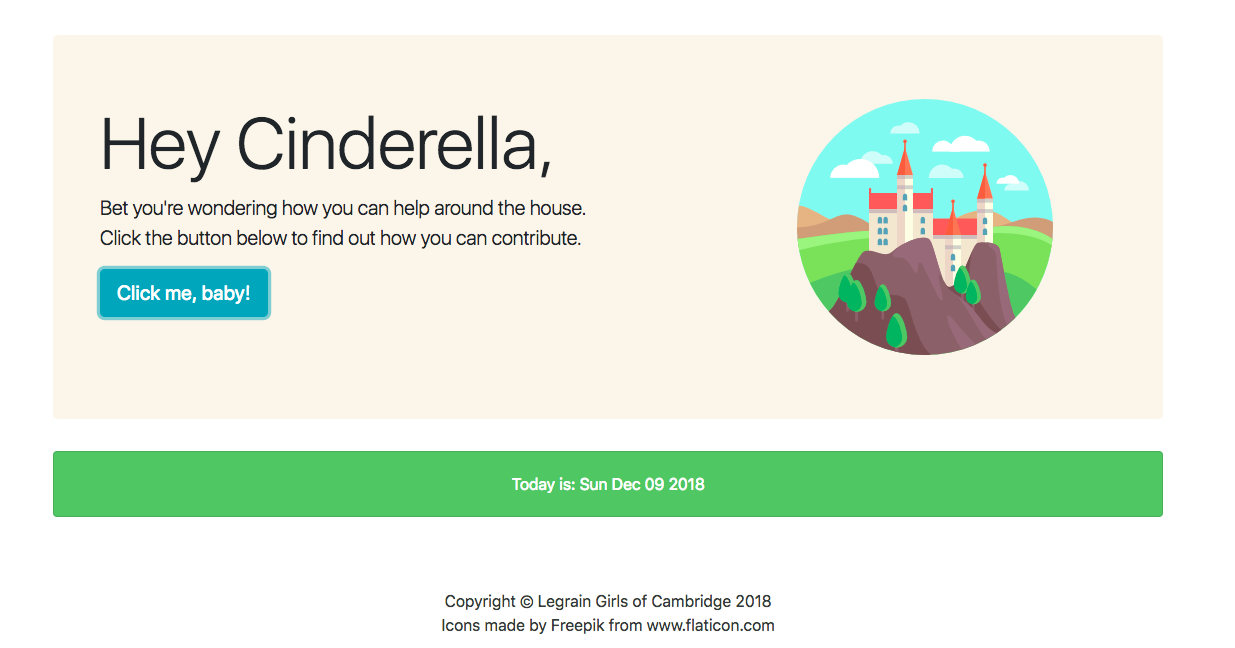 Hey Cinderella,
Bet you're wondering how you can help around the house.
Click the button below to find out how you can contribute.
Click me, baby!
Today is: Sun Dec 09 2018
Copyright © Legrain Girls of Cambridge 2018
Icons made by Freepik from www.flaticon.com